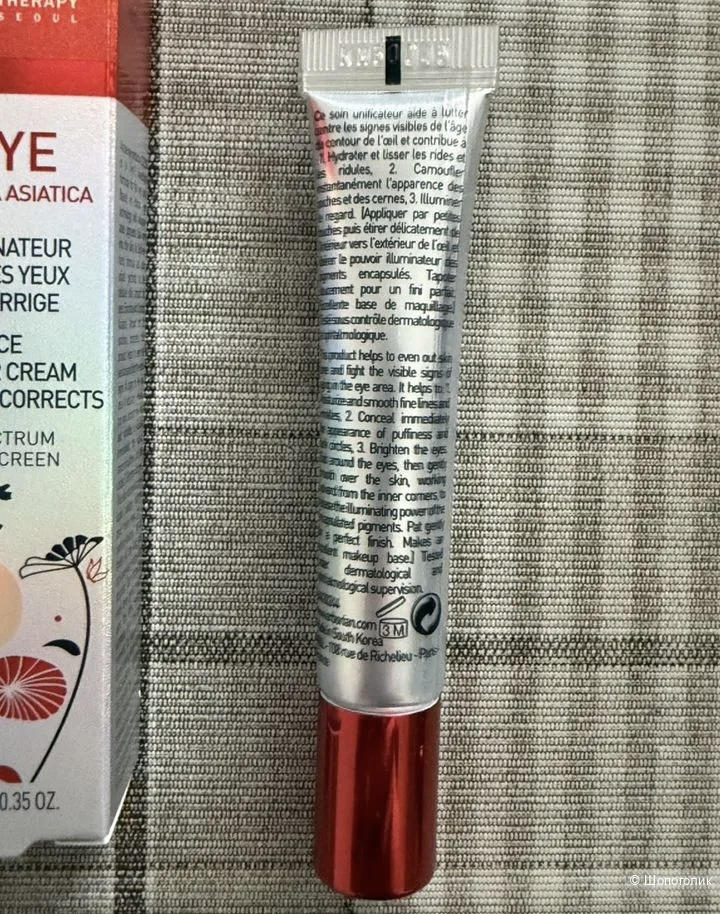 THERAPY
SEOUL
YE
ASIATICA
NATEUR
ES YEUX
RRIGE
CE
R CREAM
CORRECTS
CTRUM
CREEN
0.35 OZ.
Ce soin unificateur aide à lutter
contre les signes visibles de l'âge
du contour de l'œil et contribue à
1. Hydrater et lisser les rides et
ridules, 2. Camoufler
instantanément l'apparence des
poches et des cernes, 3. Illuminer
le regard. [Appliquer par petites
touches puis étirer délicatement de
l'intérieur vers l'extérieur de l'œil et
libérer le pouvoir illuminateur des
pigments encapsulés. Tapoter
doucement pour un fini parfait.
Excellente base de maquillage.]
Testé sous contrôle dermatologique
ophtalmologique.
This product helps to even out skin
tone and fight the visible signs of
aging in the eye area. It helps to: 1.
Moisturize and smooth fine lines and
wrinkles, 2. Conceal immediately
the appearance of puffiness and
dark circles, 3. Brighten the eyes.
around the eyes, then gently
smooth over the skin, working
outward from the inner corners, to
release the illuminating power of the
encapsulated pigments. Pat gently
for a perfect finish. Makes an
excellent makeup base.] Tested
under dermatological and
ophthalmological supervision.
erborian.com
3 M
Made in South Korea
108 rue de Richelieu - Paris -
© Шопоголик